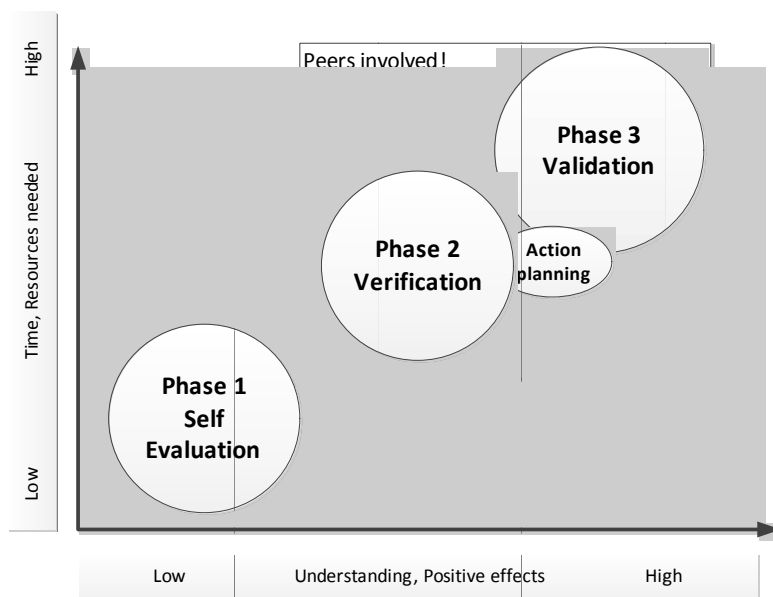 High
Time, Resources needed
Low
Peers involved!
Phase 3
Validation
Phase 2
Verification
Action
planning
Phase 1
Self
Evaluation
Low
Understanding, Positive effects
High